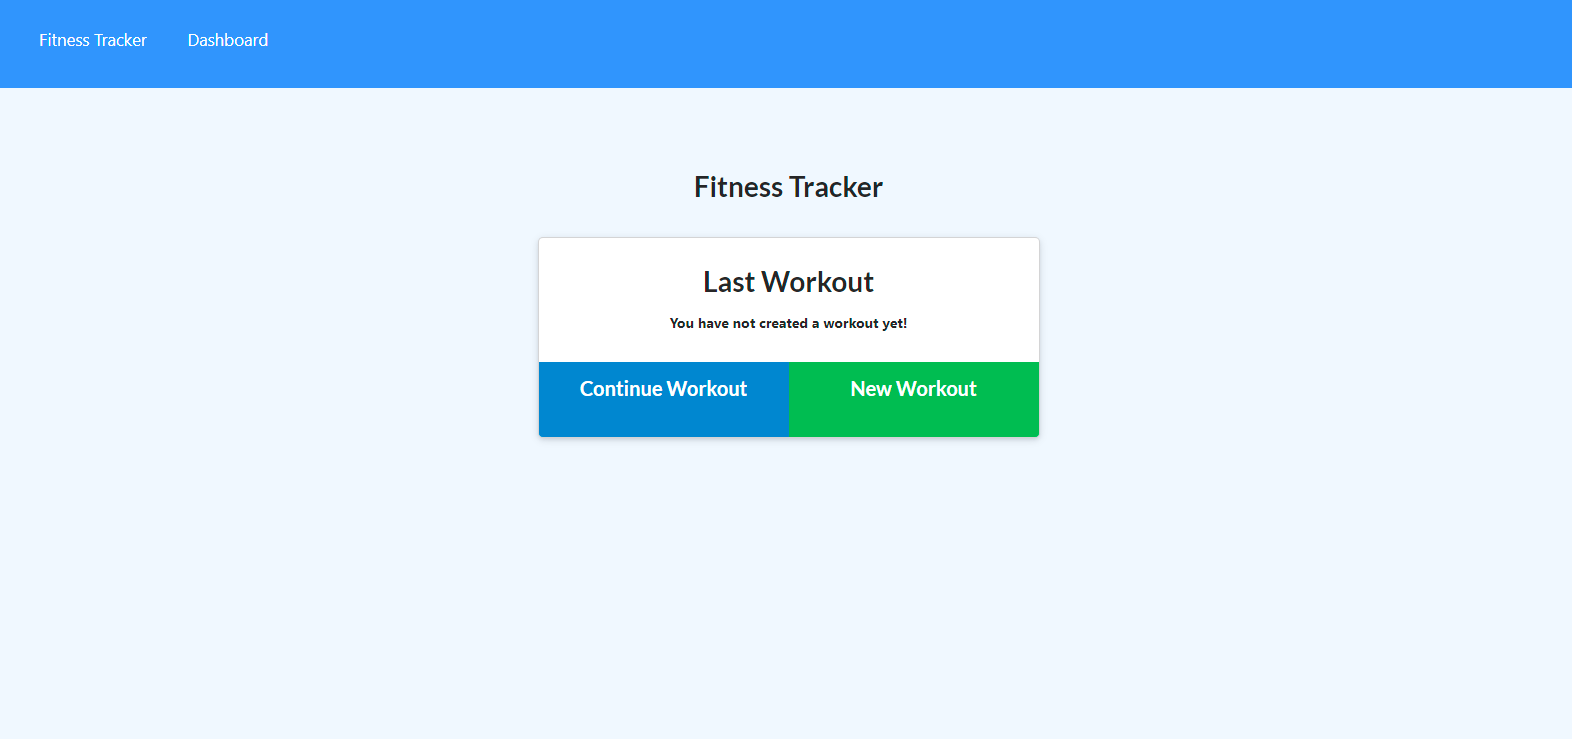 Fitness Tracker Dashboard
Fitness Tracker
Last Workout
You have not created a workout yet!
Continue Workout New Workout